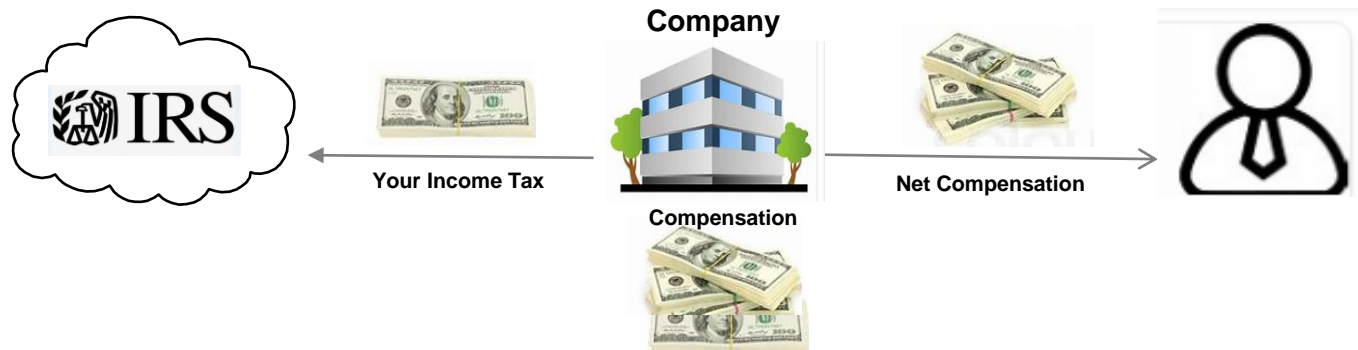 Company
IRS
Your Income Tax
Net Compensation
Compensation